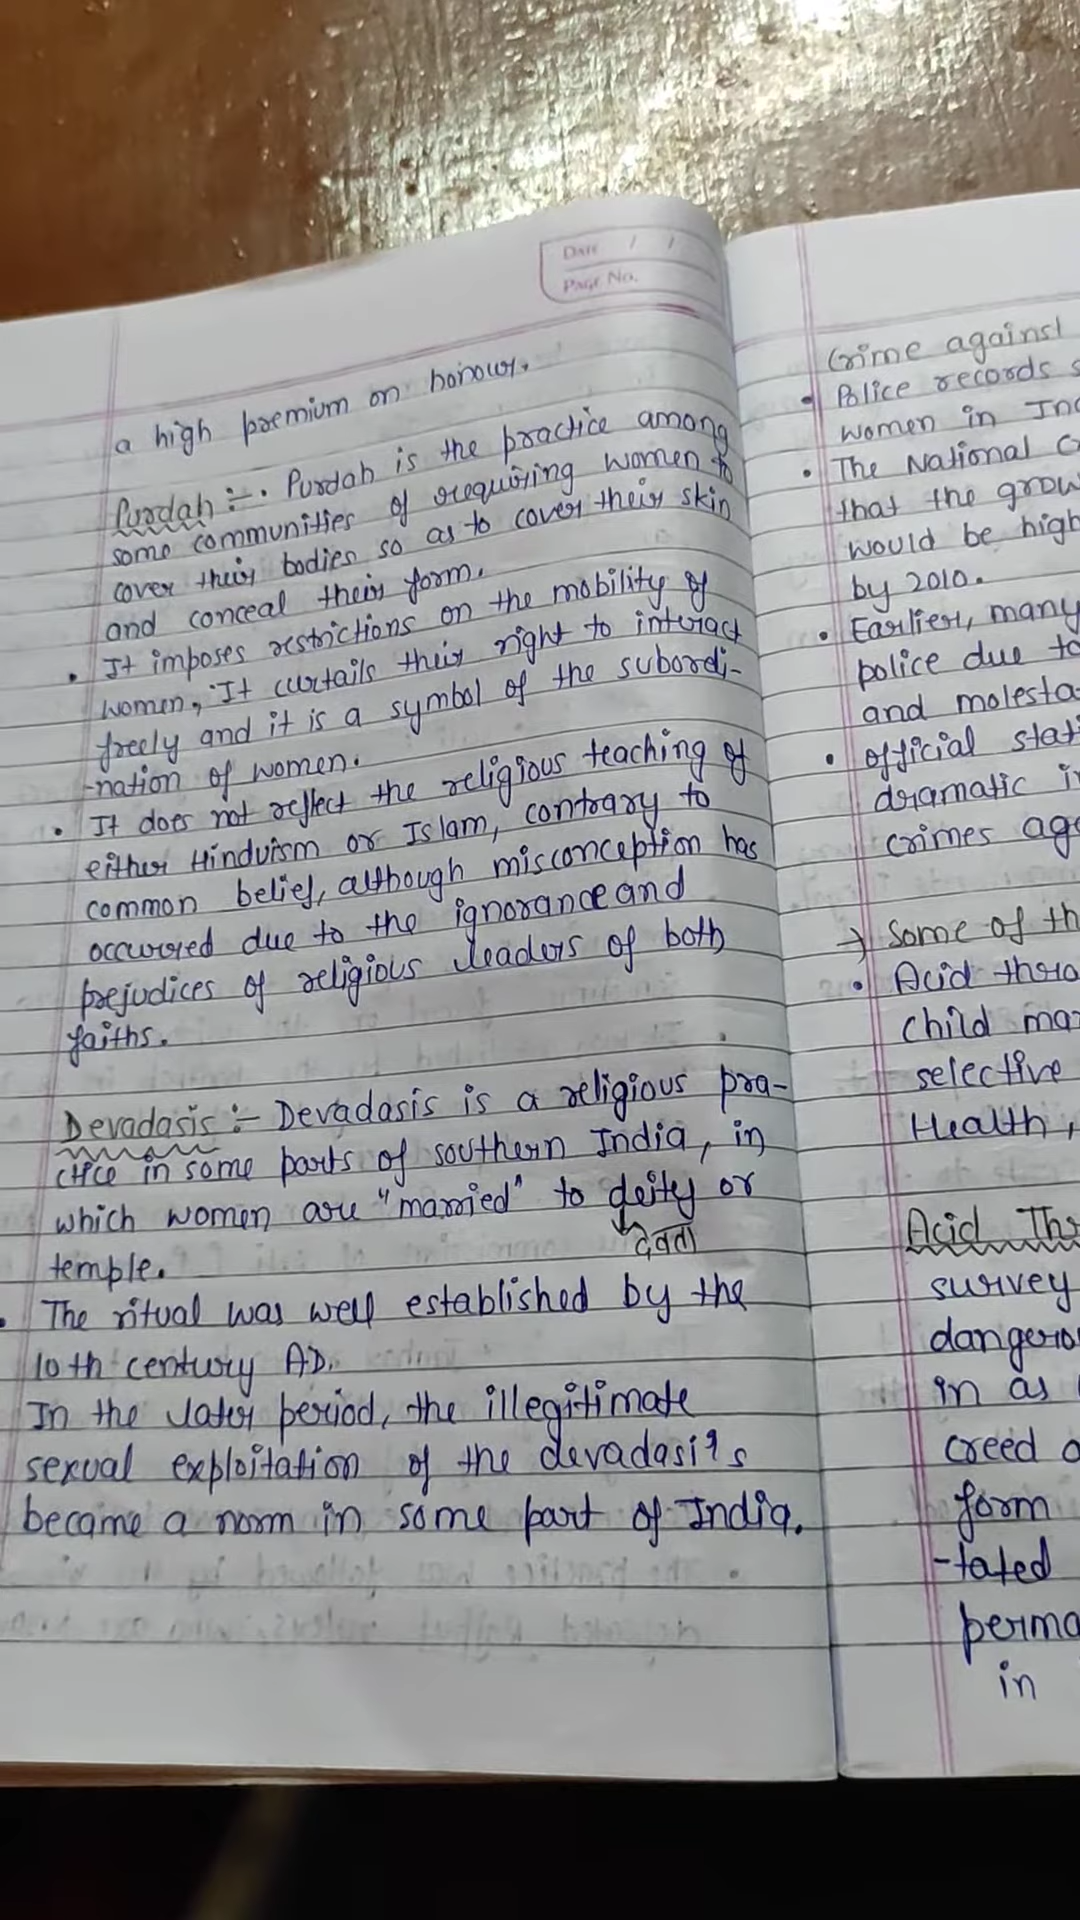 Date / /
Page No.
a high premium on honour.
Purdah :- • Purdah is the practice among
some communities of requiring women to
cover their bodies so as to cover their skin
and conceal their form.
• It imposes restrictions on the mobility of
women, It curtails their right to interact
freely and it is a symbol of the subordi-
-nation of women.
• It does not reflect the religious teaching of
either Hinduism or Islam, contrary to
common belief, although misconception has
occurred due to the ignorance and
prejudices of religious leaders of both
faiths.
Devadasis :- Devadasis is a religious pra-
ctice in some parts of southern India, in
which women are "married" to deity or
देवता
temple.
• The ritual was well established by the
10th century AD.
In the later period, the illegitimate
sexual exploitation of the devadasi's
became a norm in some part of India.
Crime against
• Police records s
women in Ind
• The National C
that the grow
would be high
by 2010.
• Earlier, many
police due to
and molesta
• official stati
dramatic in
crimes aga
→ Some of th
• Acid thro
child mar
selective
Health,
Acid Thr
survey
dangero
in as
creed o
form
-tated
perma
in